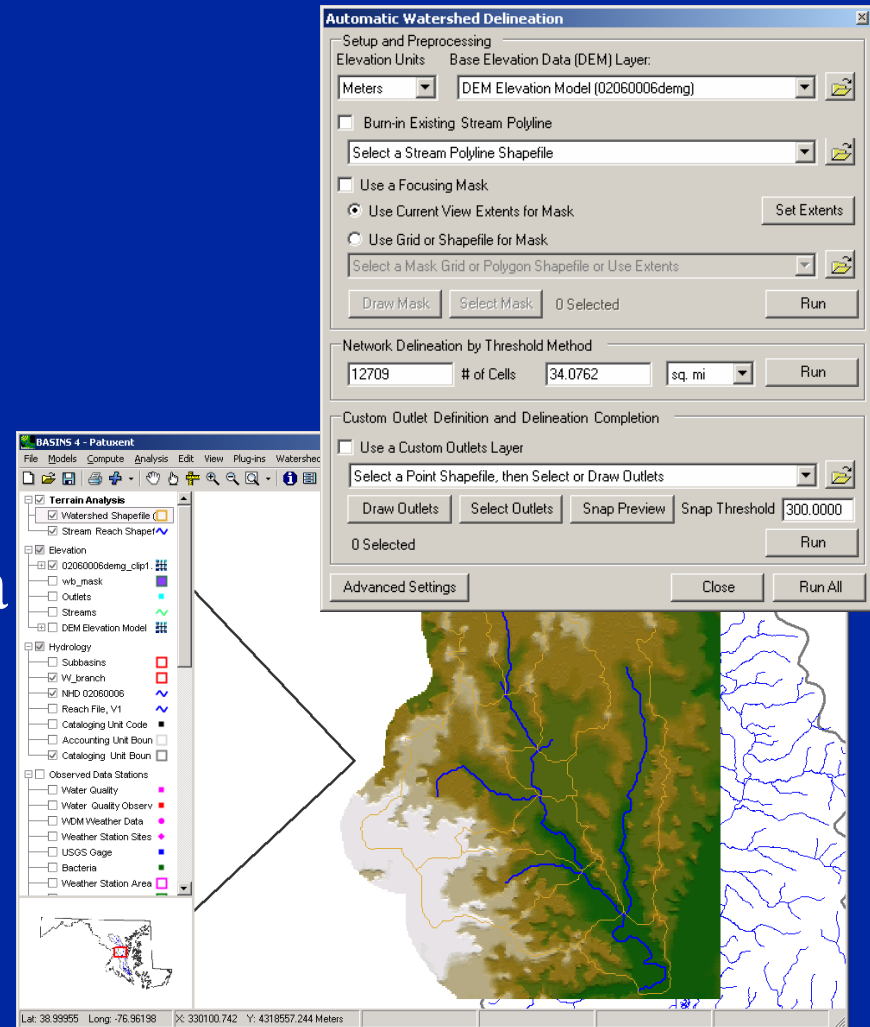 Automatic Watershed Delineation
Setup and Preprocessing
Elevation Units Base Elevation Data (DEM) Layer:
Meters DEM Elevation Model (02060006demg)
Burn-in Existing Stream Polyline
Select a Stream Polyline Shapefile
Use a Focusing Mask
Use Current View Extents for Mask Set Extents
Use Grid or Shapefile for Mask
Select a Mask Grid or Polygon Shapefile or Use Extents
Draw Mask Select Mask 0 Selected Run
Network Delineation by Threshold Method
12709 # of Cells 34.0762 sq. mi Run
Custom Outlet Definition and Delineation Completion
Use a Custom Outlets Layer
Select a Point Shapefile, then Select or Draw Outlets
Draw Outlets Select Outlets Snap Preview Snap Threshold 300.0000
0 Selected Run
Advanced Settings Close Run All
BASINS 4 - Patuxent
File Models Compute Analysis Edit View Plug-ins Watershed
Terrain Analysis
Watershed Shapefile (
Stream Reach Shapef
Elevation
02060006demg_clip1.
wb_mask
Outlets
Streams
DEM Elevation Model
Hydrology
Subbasins
W_branch
NHD 02060006
Reach File, V1
Cataloging Unit Code
Accounting Unit Boun
Cataloging Unit Boun
Observed Data Stations
Water Quality
Water Quality Observ
WDM Weather Data
Weather Station Sites
USGS Gage
Bacteria
Weather Station Area
Lat: 38.99955 Long: -76.96198 X: 330100.742 Y: 4318557.244 Meters